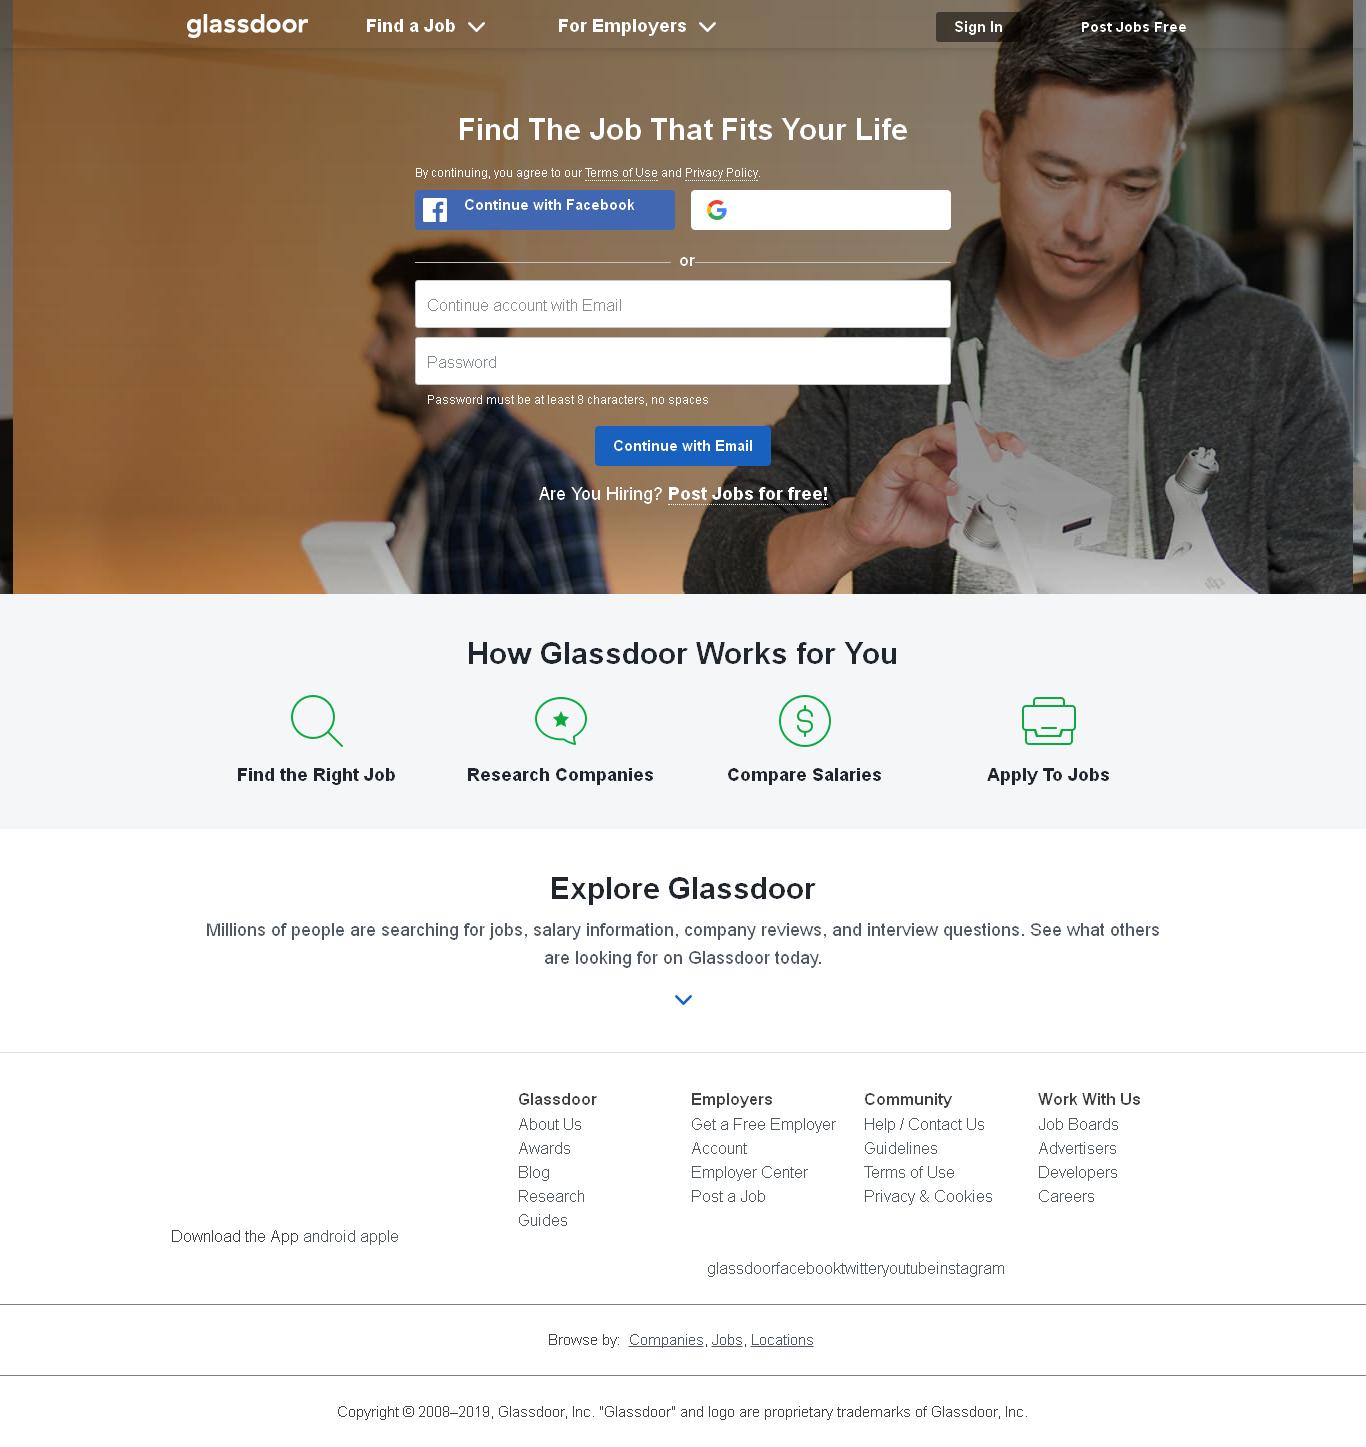 glassdoor
Find a Job
For Employers
Sign In
Post Jobs Free
Find The Job That Fits Your Life
By continuing, you agree to our Terms of Use and Privacy Policy.
Continue with Facebook
or
Continue account with Email
Password
Password must be at least 8 characters, no spaces
Continue with Email
Are You Hiring? Post Jobs for free!
How Glassdoor Works for You
Find the Right Job
Research Companies
Compare Salaries
Apply To Jobs
Explore Glassdoor
Millions of people are searching for jobs, salary information, company reviews, and interview questions. See what others
are looking for on Glassdoor today.
Glassdoor
About Us
Awards
Blog
Research
Guides
Employers
Get a Free Employer
Account
Employer Center
Post a Job
Community
Help / Contact Us
Guidelines
Terms of Use
Privacy & Cookies
Work With Us
Job Boards
Advertisers
Developers
Careers
Download the App android apple
glassdoorfacebooktwitteryoutubeinstagram
Browse by: Companies, Jobs, Locations
Copyright © 2008–2019, Glassdoor, Inc. "Glassdoor" and logo are proprietary trademarks of Glassdoor, Inc.